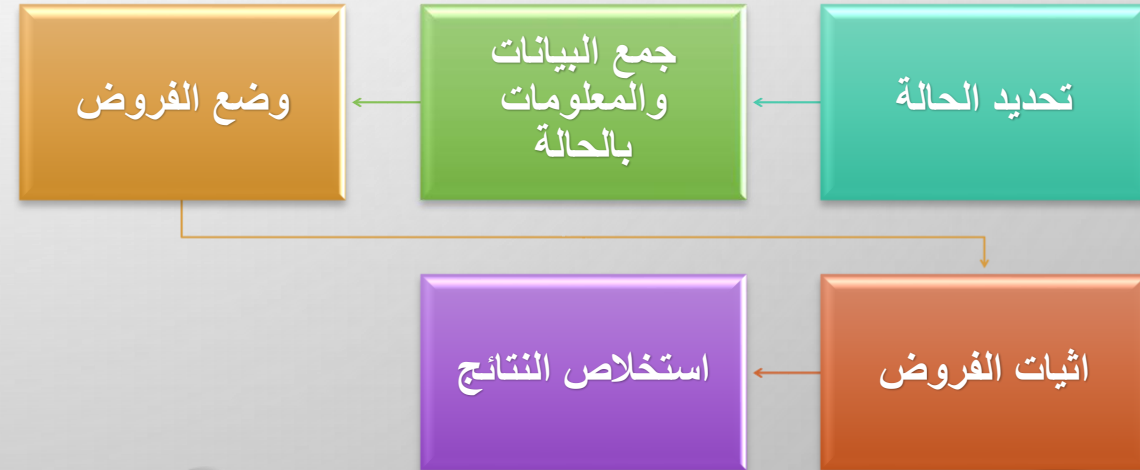 تحديد الحالة
جمع البيانات
والمعلومات
بالحالة
وضع الفروض
اثيات الفروض
استخلاص النتائج